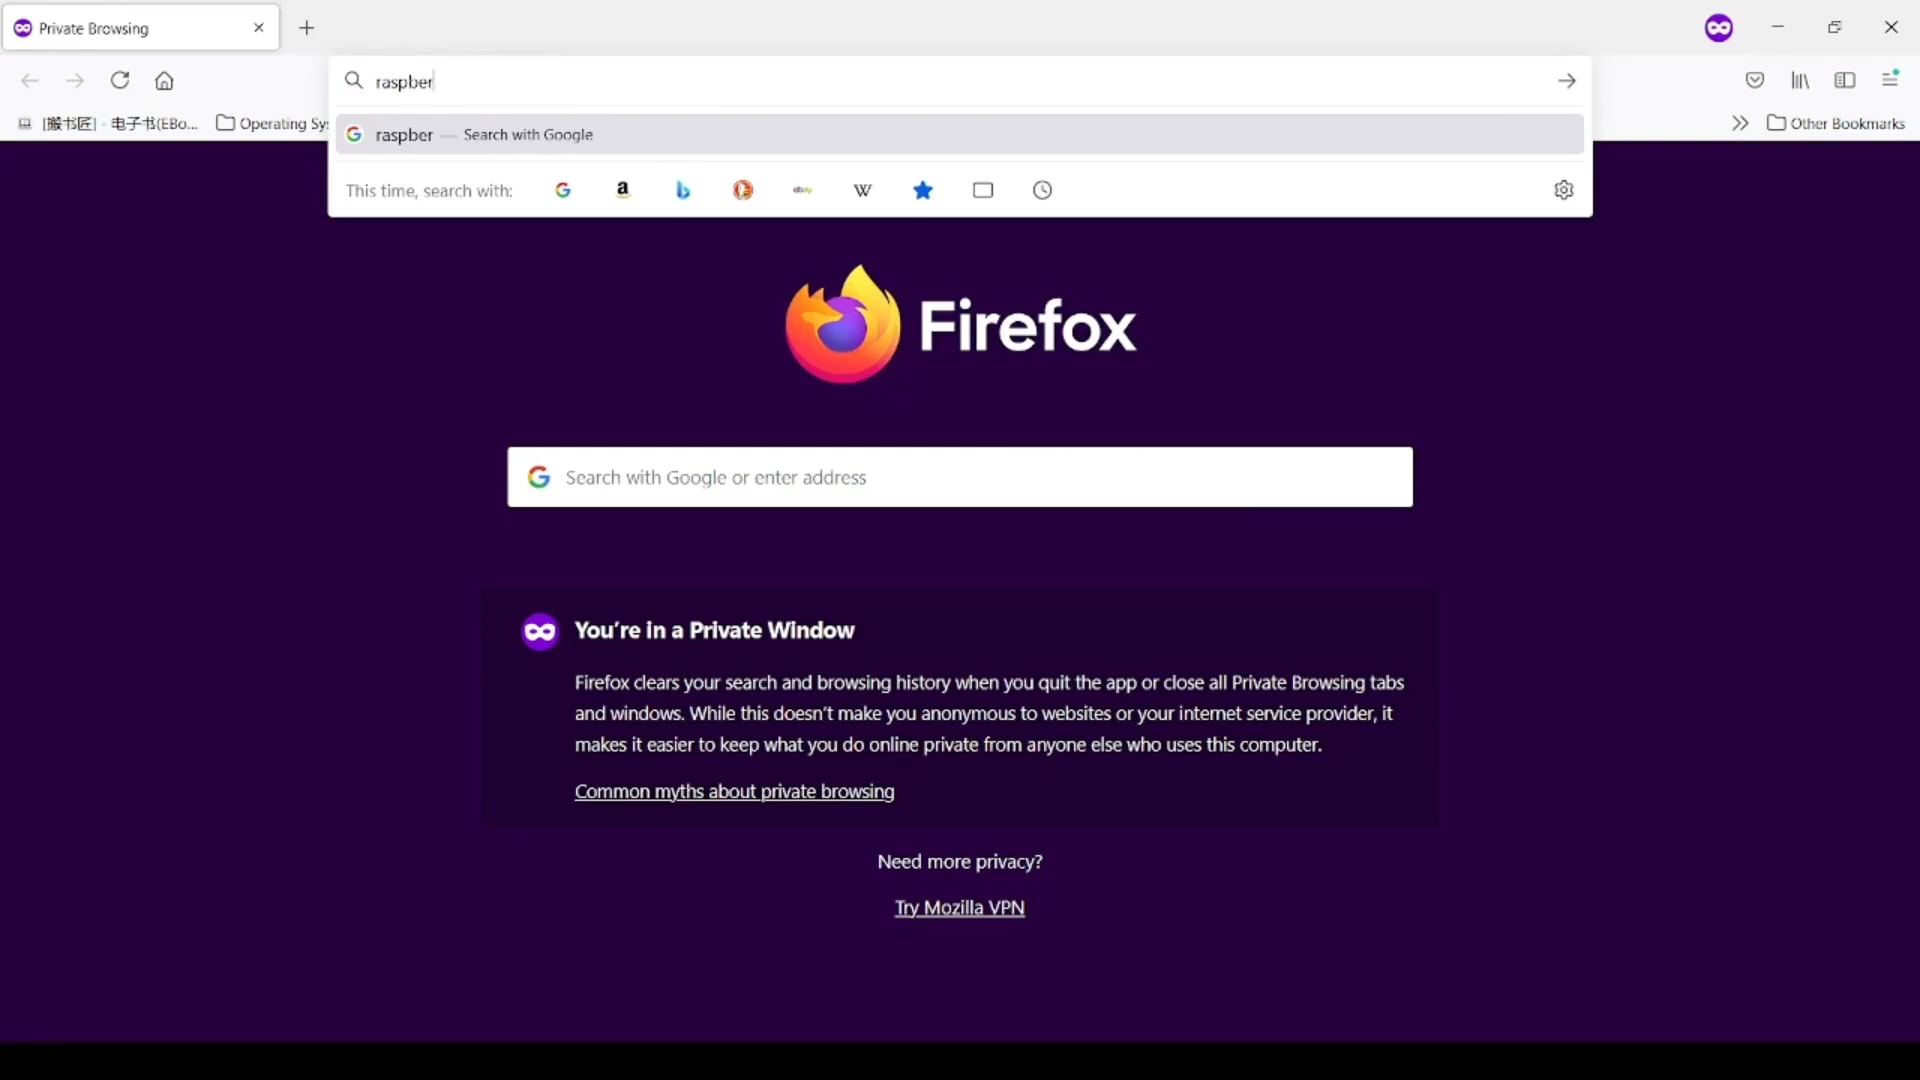 Private Browsing
raspber
[搬书匠] - 电子书(EBo...
Operating Sy
Other Bookmarks
raspber — Search with Google
This time, search with:
Firefox
Search with Google or enter address
You're in a Private Window
Firefox clears your search and browsing history when you quit the app or close all Private Browsing tabs
and windows. While this doesn't make you anonymous to websites or your internet service provider, it
makes it easier to keep what you do online private from anyone else who uses this computer.
Common myths about private browsing
Need more privacy?
Try Mozilla VPN